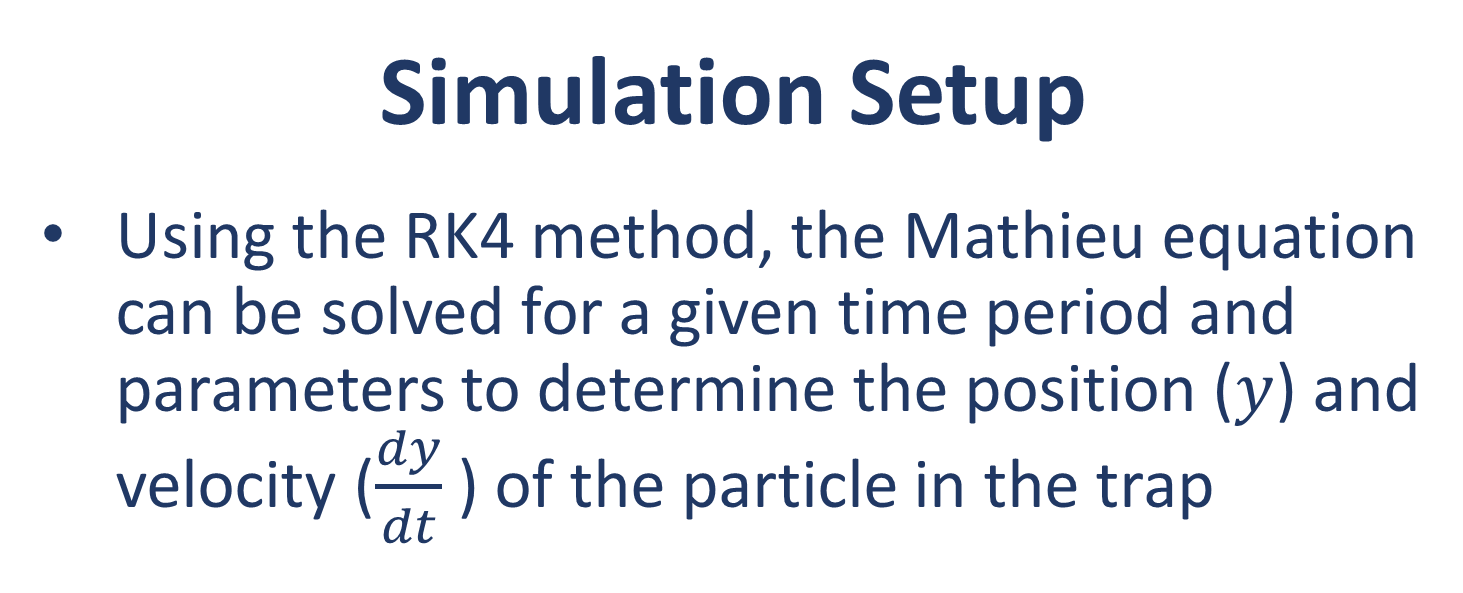 Simulation Setup
• Using the RK4 method, the Mathieu equation
can be solved for a given time period and
parameters to determine the position (𝑦) and
velocity (𝑑𝑦/𝑑𝑡 ) of the particle in the trap